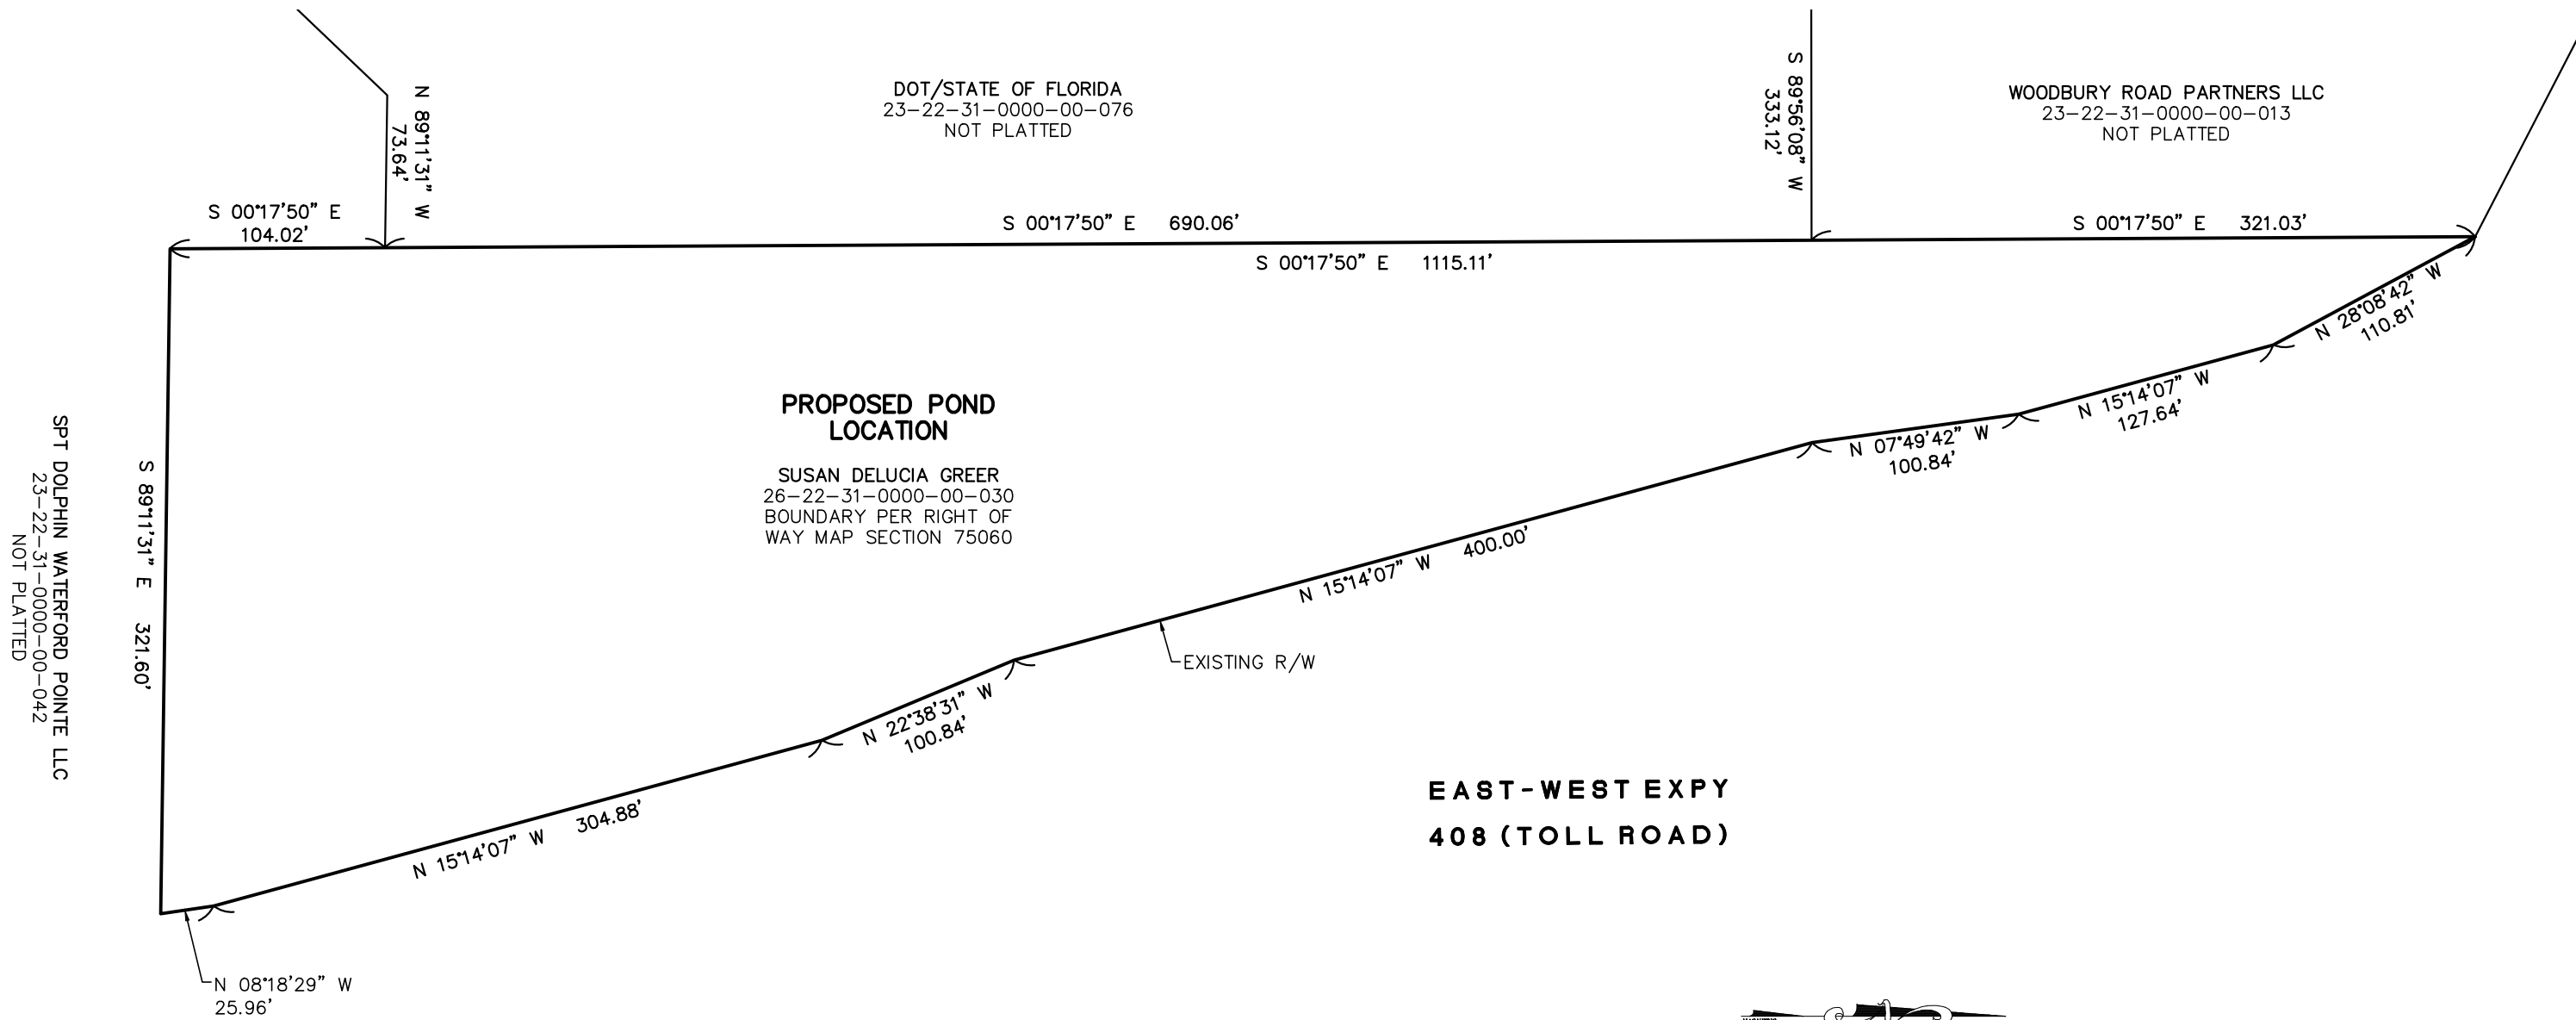 DOT/STATE OF FLORIDA
23-22-31-0000-00-076
NOT PLATTED
WOODBURY ROAD PARTNERS LLC
23-22-31-0000-00-013
NOT PLATTED
N 89°11'31" W
73.64'
S 89°56'08" W
333.12'
S 00°17'50" E
104.02'
S 00°17'50" E 690.06'
S 00°17'50" E 321.03'
S 00°17'50" E 1115.11'
N 28°08'42" W
110.81'
N 15°14'07" W
127.64'
N 07°49'42" W
100.84'
PROPOSED POND
LOCATION
SUSAN DELUCIA GREER
26-22-31-0000-00-030
BOUNDARY PER RIGHT OF
WAY MAP SECTION 75060
SPT DOLPHIN WATERFORD POINTE LLC
23-22-31-0000-00-042
NOT PLATTED
S 89°11'31" E 321.60'
N 15°14'07" W 400.00'
EXISTING R/W
N 22°38'31" W
100.84'
N 15°14'07" W 304.88'
EAST-WEST EXPY
408 (TOLL ROAD)
N 08°18'29" W
25.96'